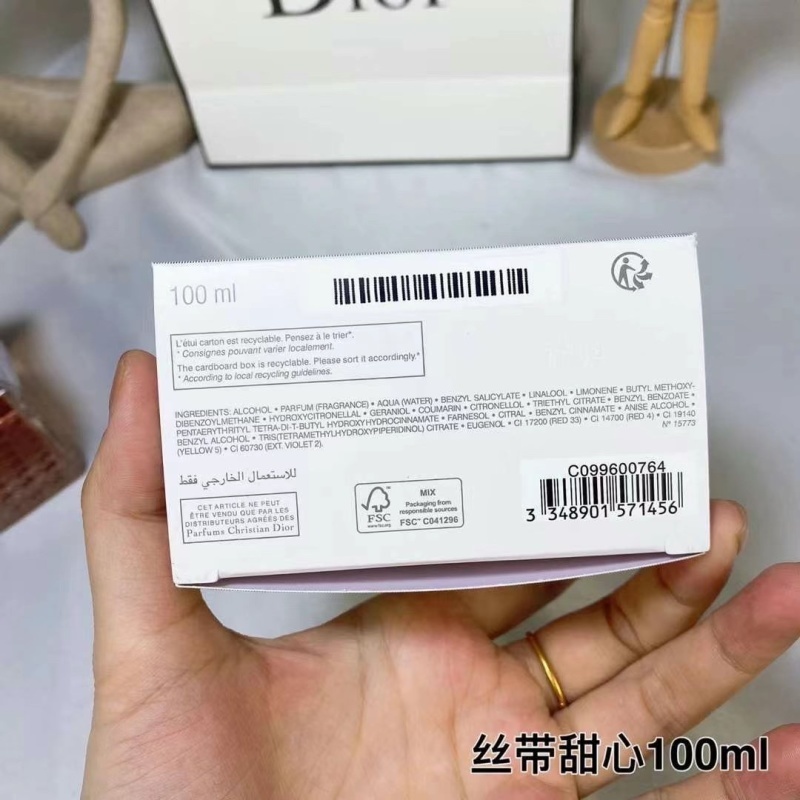 Dior
100 ml
L'étui carton est recyclable. Pensez à le trier*.
* Consignes pouvant varier localement.
The cardboard box is recyclable. Please sort it accordingly.*
* According to local recycling guidelines.
INGREDIENTS: ALCOHOL • PARFUM (FRAGRANCE) • AQUA (WATER) • BENZYL SALICYLATE • LINALOOL • LIMONENE • BUTYL METHOXY-
DIBENZOYLMETHANE • HYDROXYCITRONELLAL • GERANIOL • COUMARIN • CITRONELLOL • TRIETHYL CITRATE • BENZYL BENZOATE •
PENTAERYTHRITYL TETRA-DI-T-BUTYL HYDROXYHYDROCINNAMATE • FARNESOL • CITRAL • BENZYL CINNAMATE • ANISE ALCOHOL •
BENZYL ALCOHOL • TRIS(TETRAMETHYLHYDROXYPIPERIDINOL) CITRATE • EUGENOL • CI 17200 (RED 33) • CI 14700 (RED 4) • CI 19140
(YELLOW 5) • CI 60730 (EXT. VIOLET 2).
N° 15773
للاستعمال الخارجي فقط
CET ARTICLE NE PEUT
ÊTRE VENDU QUE PAR LES
DISTRIBUTEURS AGRÉÉS DES
Parfums Christian Dior
FSC
www.fsc.org
MIX
Packaging from
responsible sources
FSC™ C041296
C099600764
3 348901 571456
丝带甜心100ml